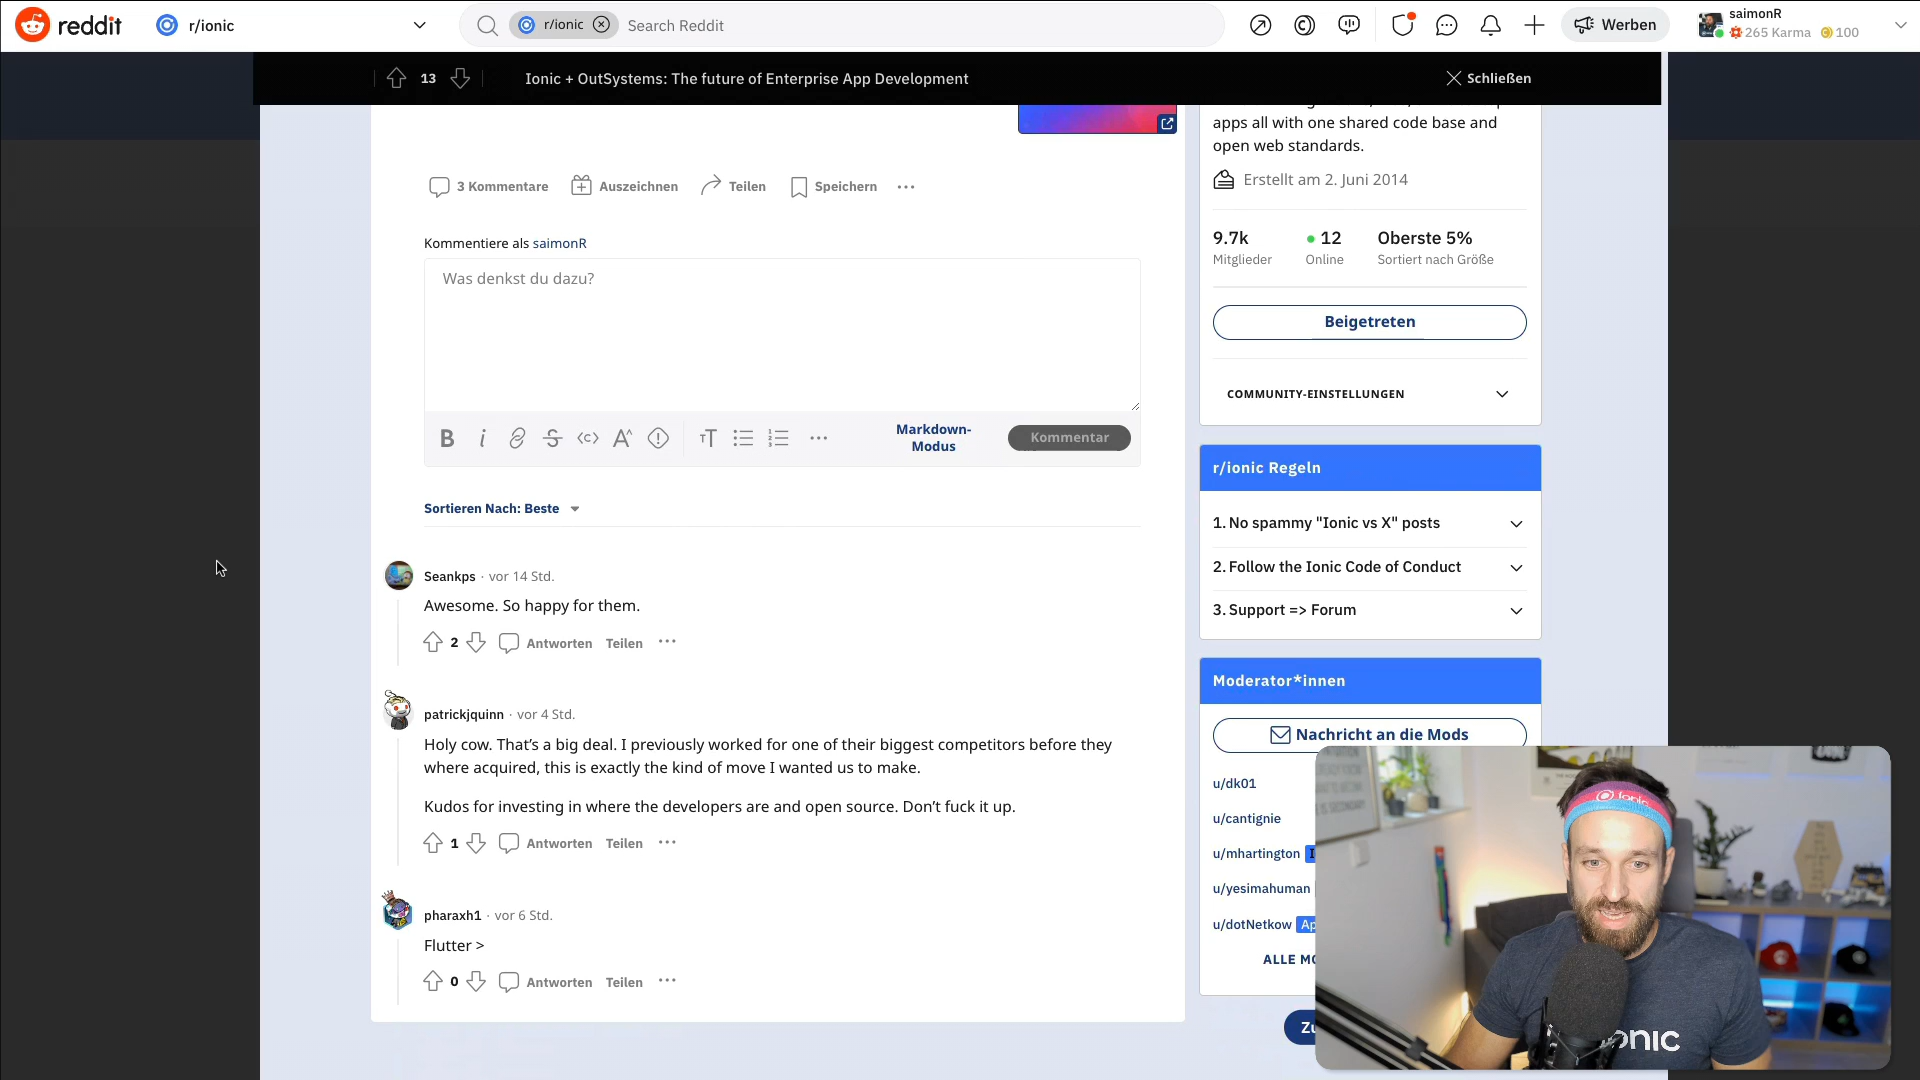 reddit
r/ionic
r/ionic
Search Reddit
Werben
saimonR
265 Karma
100
13
Ionic + OutSystems: The future of Enterprise App Development
Schließen
apps all with one shared code base and
open web standards.
Erstellt am 2. Juni 2014
9.7k
12
Oberste 5%
Mitglieder
Online
Sortiert nach Größe
Beigetreten
COMMUNITY-EINSTELLUNGEN
3 Kommentare
Auszeichnen
Teilen
Speichern
Kommentiere als saimonR
Was denkst du dazu?
Markdown-
Modus
Kommentar
Sortieren Nach: Beste
Seankps · vor 14 Std.
Awesome. So happy for them.
2
Antworten
Teilen
patrickjquinn · vor 4 Std.
Holy cow. That’s a big deal. I previously worked for one of their biggest competitors before they
where acquired, this is exactly the kind of move I wanted us to make.
Kudos for investing in where the developers are and open source. Don’t fuck it up.
1
Antworten
Teilen
pharaxh1 · vor 6 Std.
Flutter >
0
Antworten
Teilen
r/ionic Regeln
1. No spammy "Ionic vs X" posts
2. Follow the Ionic Code of Conduct
3. Support => Forum
Moderator*innen
Nachricht an die Mods
u/dk01
u/cantignie
u/mhartington
u/yesimahuman
u/dotNetkow
ALLE
ionic